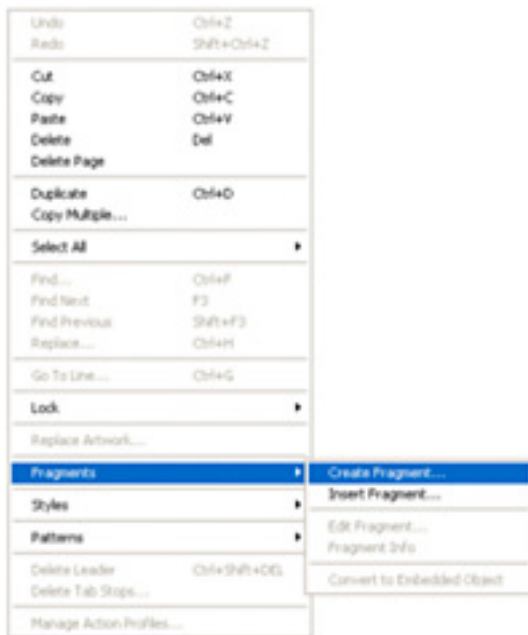 Undo Ctrl+Z
Redo Shift+Ctrl+Z
Cut Ctrl+X
Copy Ctrl+C
Paste Ctrl+V
Delete Del
Delete Page
Duplicate Ctrl+D
Copy Multiple...
Select All
Find... Ctrl+F
Find Next F3
Find Previous Shift+F3
Replace... Ctrl+H
Go To Line... Ctrl+G
Lock
Replace Artwork...
Fragments
Create Fragment...
Insert Fragment...
Styles
Edit Fragment...
Patterns
Fragment Info
Delete Leader Ctrl+Shift+DEL
Convert to Embedded Object
Delete Tab Stops...
Manage Action Profiles...